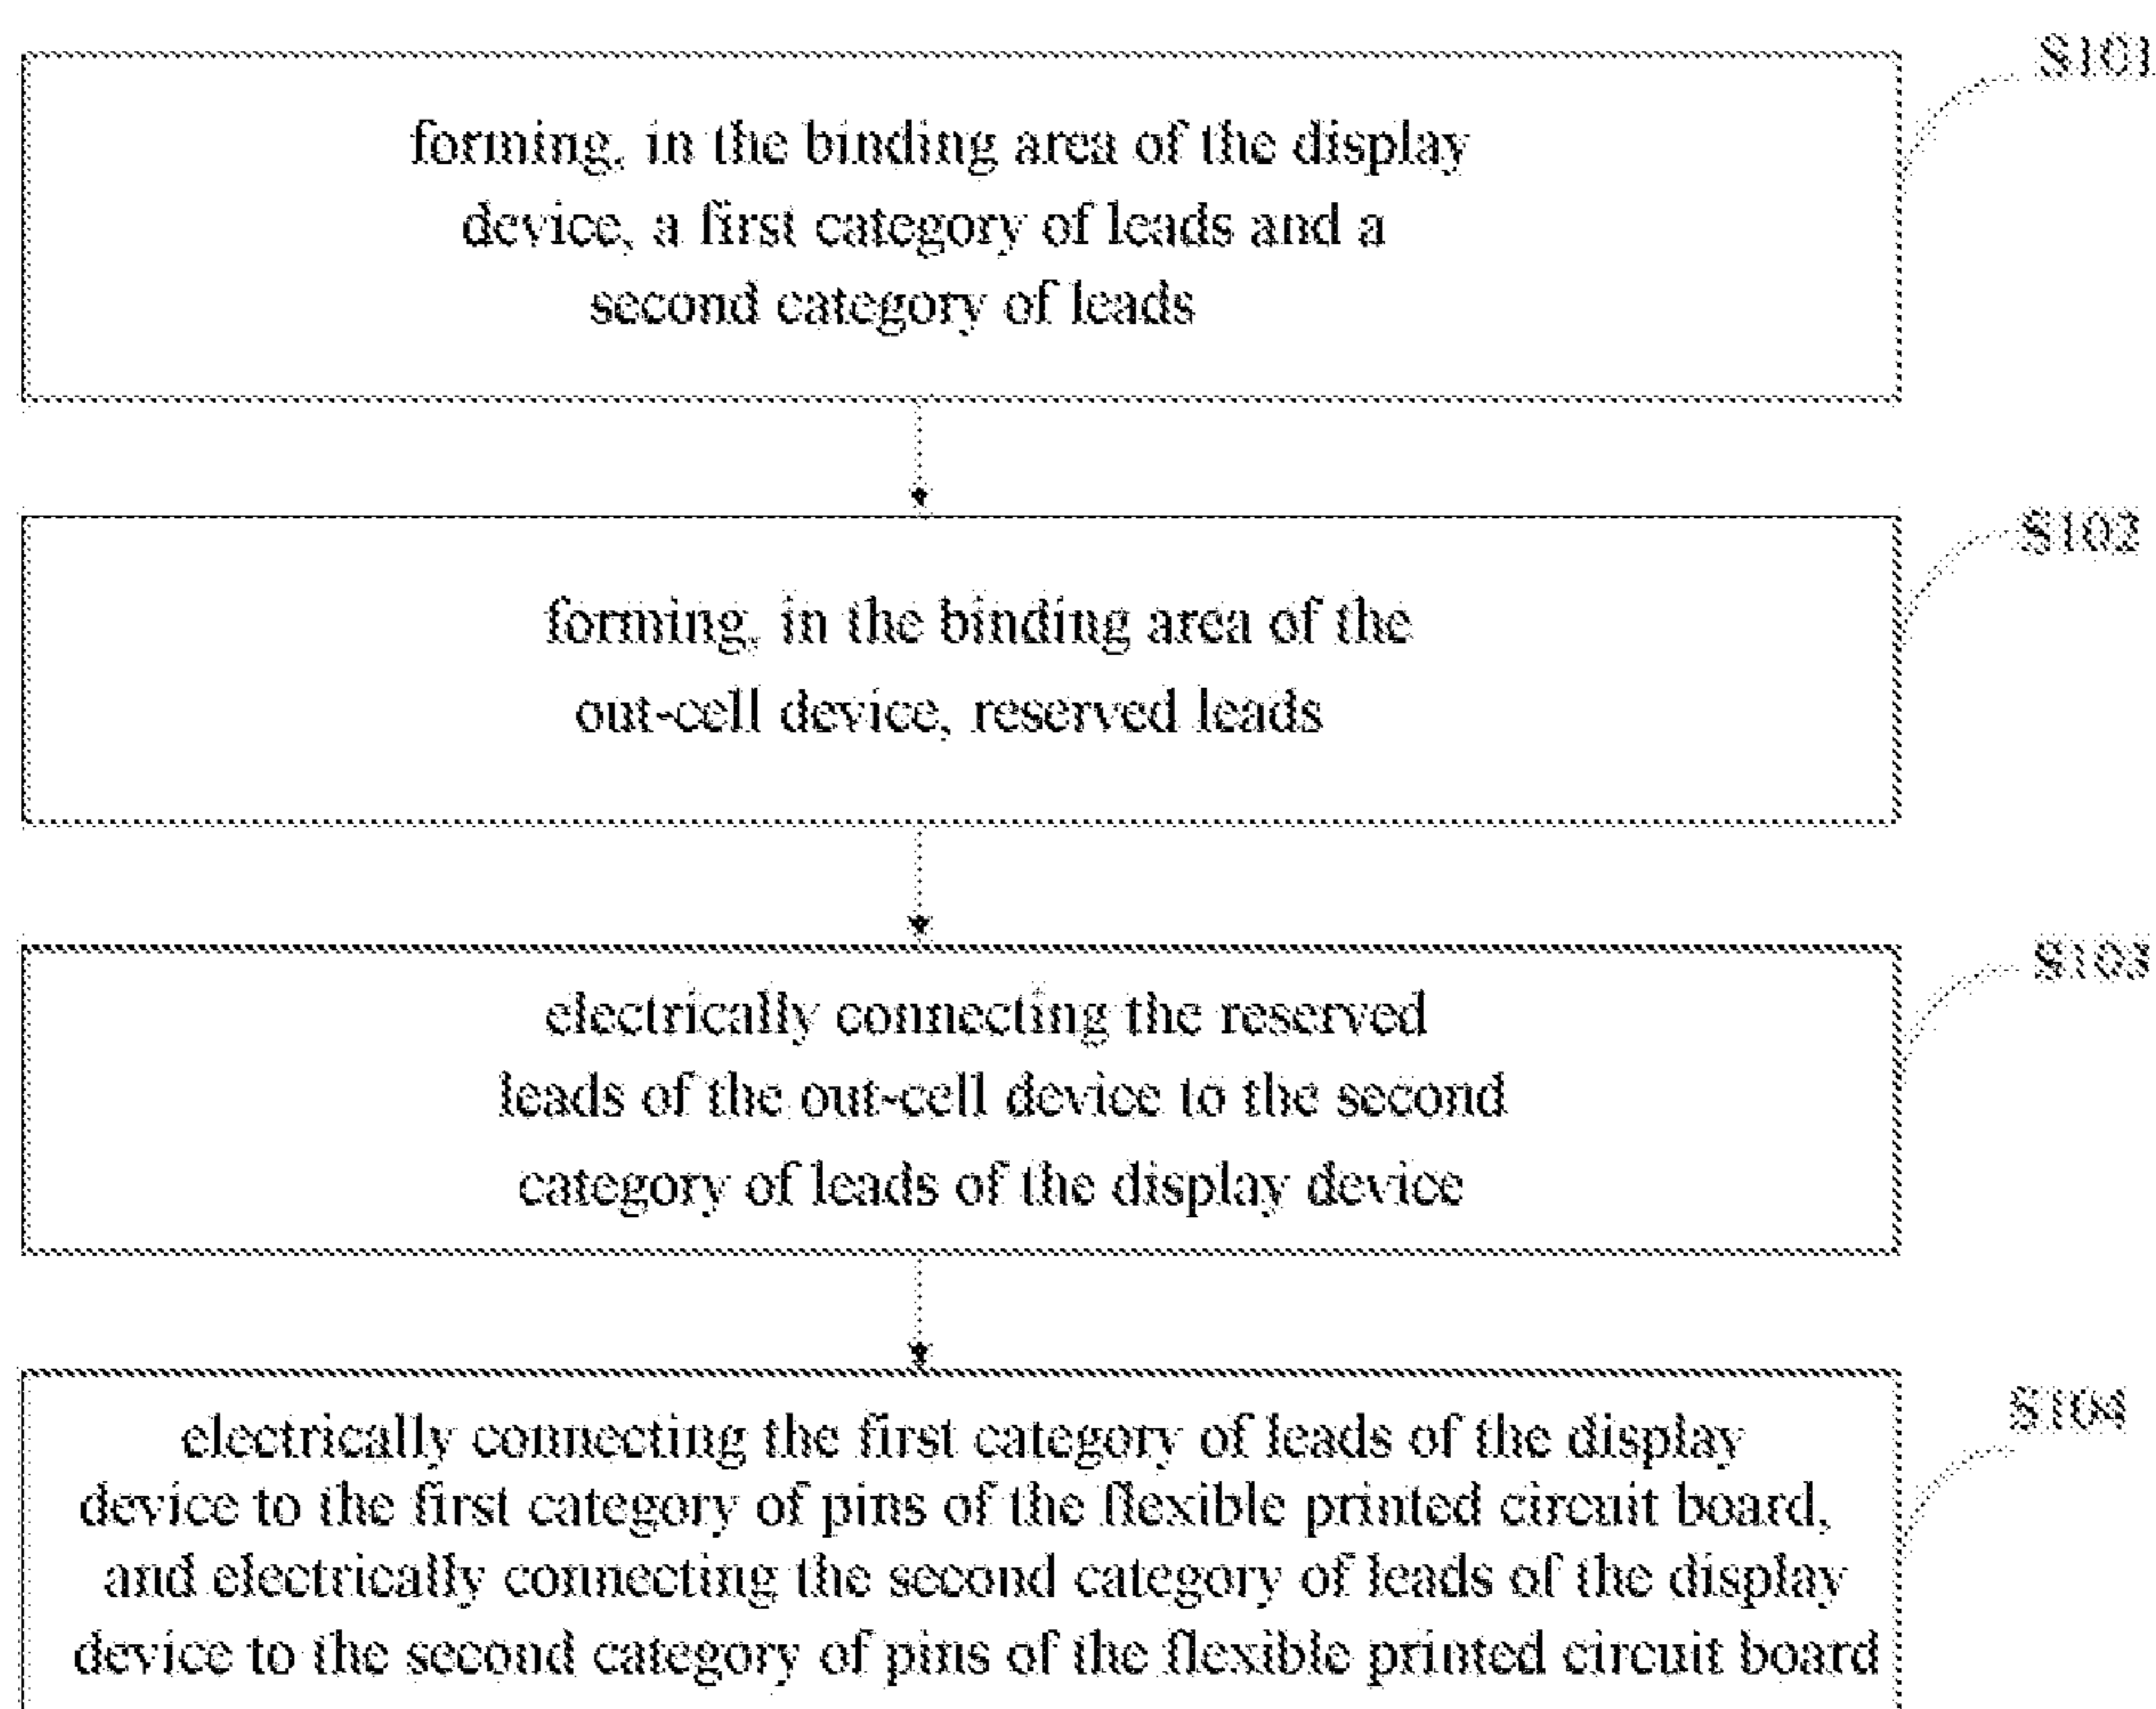 S101
forming, in the binding area of the display
device, a first category of leads and a
second category of leads
S102
forming, in the binding area of the
out-cell device, reserved leads
S103
electrically connecting the reserved
leads of the out-cell device to the second
category of leads of the display device
S104
electrically connecting the first category of leads of the display
device to the first category of pins of the flexible printed circuit board,
and electrically connecting the second category of leads of the display
device to the second category of pins of the flexible printed circuit board